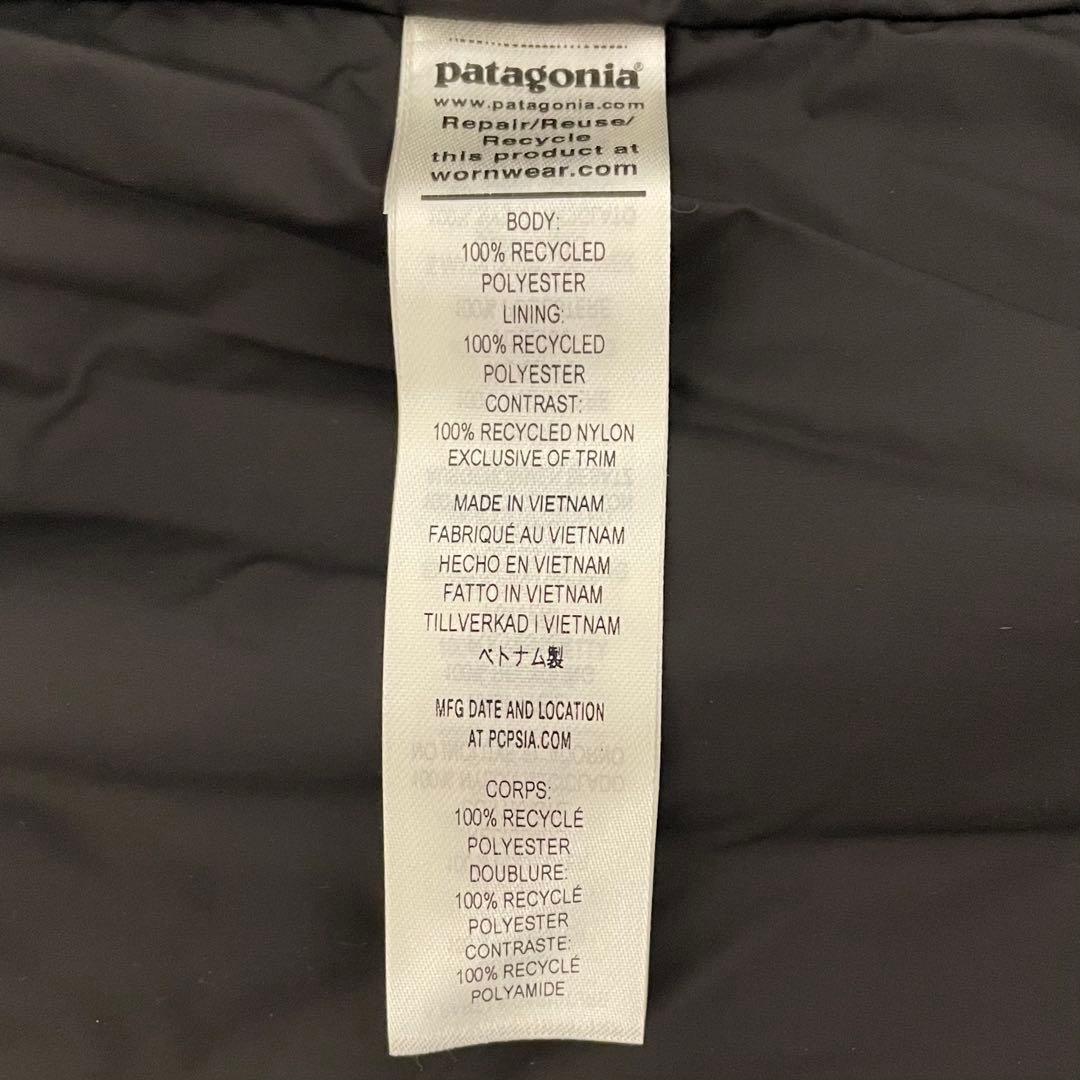 patagonia®
www.patagonia.com
Repair/Reuse/
Recycle
this product at
wornwear.com
BODY:
100% RECYCLED
POLYESTER
LINING:
100% RECYCLED
POLYESTER
CONTRAST:
100% RECYCLED NYLON
EXCLUSIVE OF TRIM
MADE IN VIETNAM
FABRIQUÉ AU VIETNAM
HECHO EN VIETNAM
FATTO IN VIETNAM
TILLVERKAD I VIETNAM
ベトナム製
MFG DATE AND LOCATION
AT PCPSIA.COM
CORPS:
100% RECYCLÉ
POLYESTER
DOUBLURE:
100% RECYCLÉ
POLYESTER
CONTRASTE:
100% RECYCLÉ
POLYAMIDE